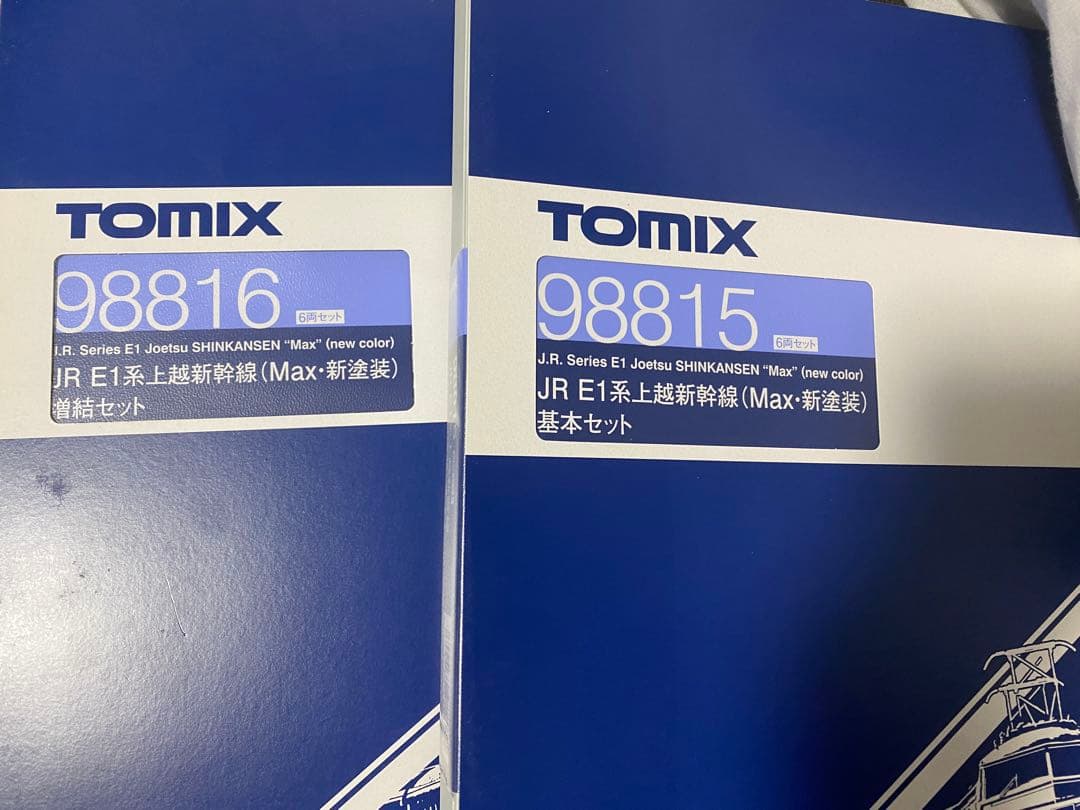 TOMIX
98816 6両セット
J.R. Series E1 Joetsu SHINKANSEN “Max” (new color)
JR E1系上越新幹線(Max・新塗装)
増結セット
TOMIX
98815 6両セット
J.R. Series E1 Joetsu SHINKANSEN “Max” (new color)
JR E1系上越新幹線(Max・新塗装)
基本セット